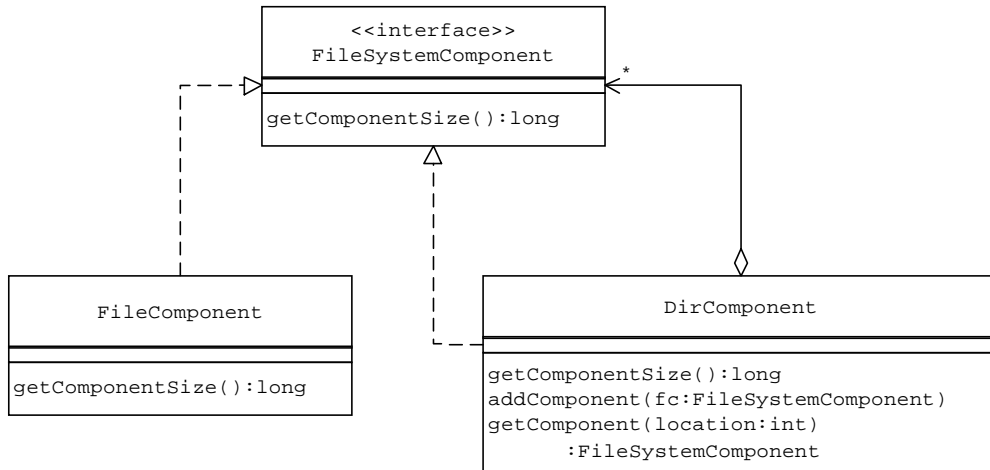 <<interface>>
FileSystemComponent
*
getComponentSize():long
FileComponent
getComponentSize():long
DirComponent
getComponentSize():long
addComponent(fc:FileSystemComponent)
getComponent(location:int)
:FileSystemComponent